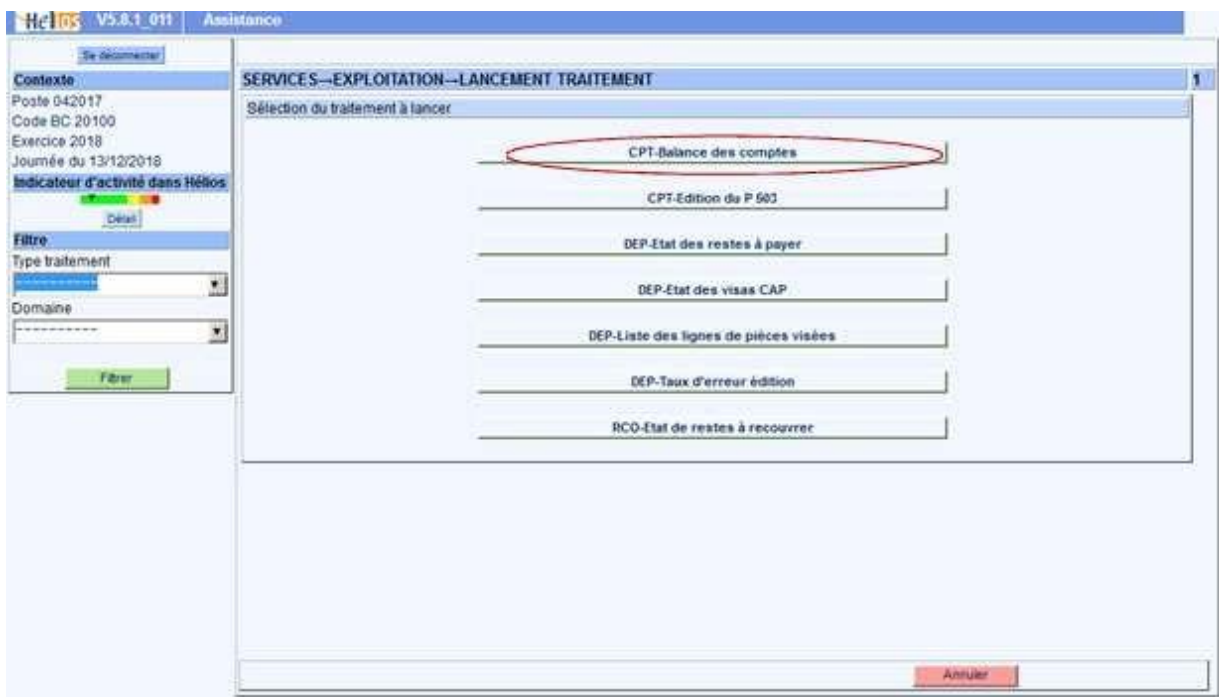 Hélios V5.8.1_011 Assistance
Se déconnecter
Contexte
Poste 042017
Code BC 20100
Exercice 2018
Journée du 13/12/2018
Indicateur d'activité dans Hélios
Détail
Filtre
Type traitement
-----------
Domaine
----------
Filtrer
SERVICES→EXPLOITATION→LANCEMENT TRAITEMENT 1
Sélection du traitement à lancer
CPT-Balance des comptes
CPT-Edition du P 503
DEP-Etat des restes à payer
DEP-Etat des visas CAP
DEP-Liste des lignes de pièces visées
DEP-Taux d'erreur édition
RCO-Etat de restes à recouvrer
Annuler